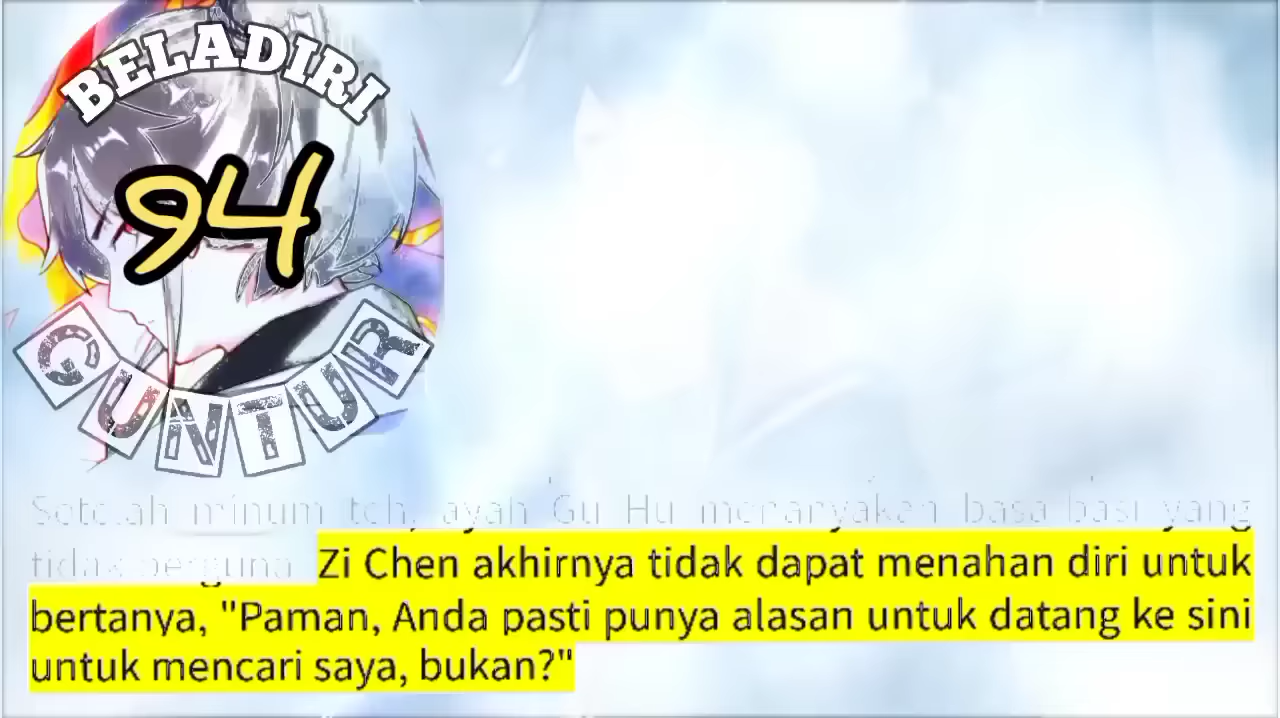 BELADIRI
94
GUNTUR
Setelah minum teh, ayah Gu Hu menanyakan basa basi yang
tidak berguna. Zi Chen akhirnya tidak dapat menahan diri untuk
bertanya, "Paman, Anda pasti punya alasan untuk datang ke sini
untuk mencari saya, bukan?"